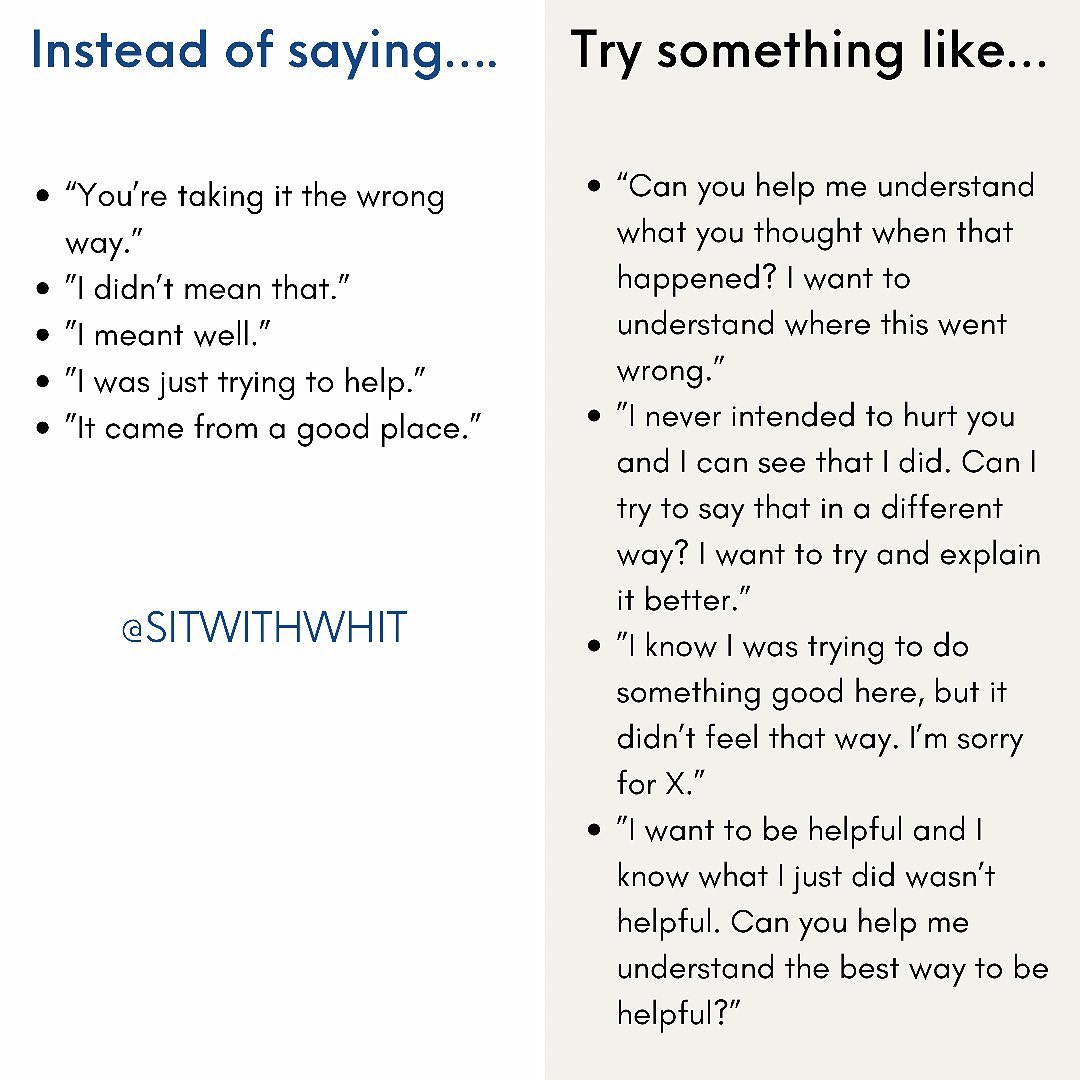 Instead of saying....
• “You’re taking it the wrong
way.”
• ”I didn’t mean that.”
• ”I meant well.”
• ”I was just trying to help.”
• ”It came from a good place.”
@SITWITHWHIT
Try something like...
• “Can you help me understand
what you thought when that
happened? I want to
understand where this went
wrong.”
• ”I never intended to hurt you
and I can see that I did. Can I
try to say that in a different
way? I want to try and explain
it better.”
• ”I know I was trying to do
something good here, but it
didn’t feel that way. I’m sorry
for X.”
• ”I want to be helpful and I
know what I just did wasn’t
helpful. Can you help me
understand the best way to be
helpful?”